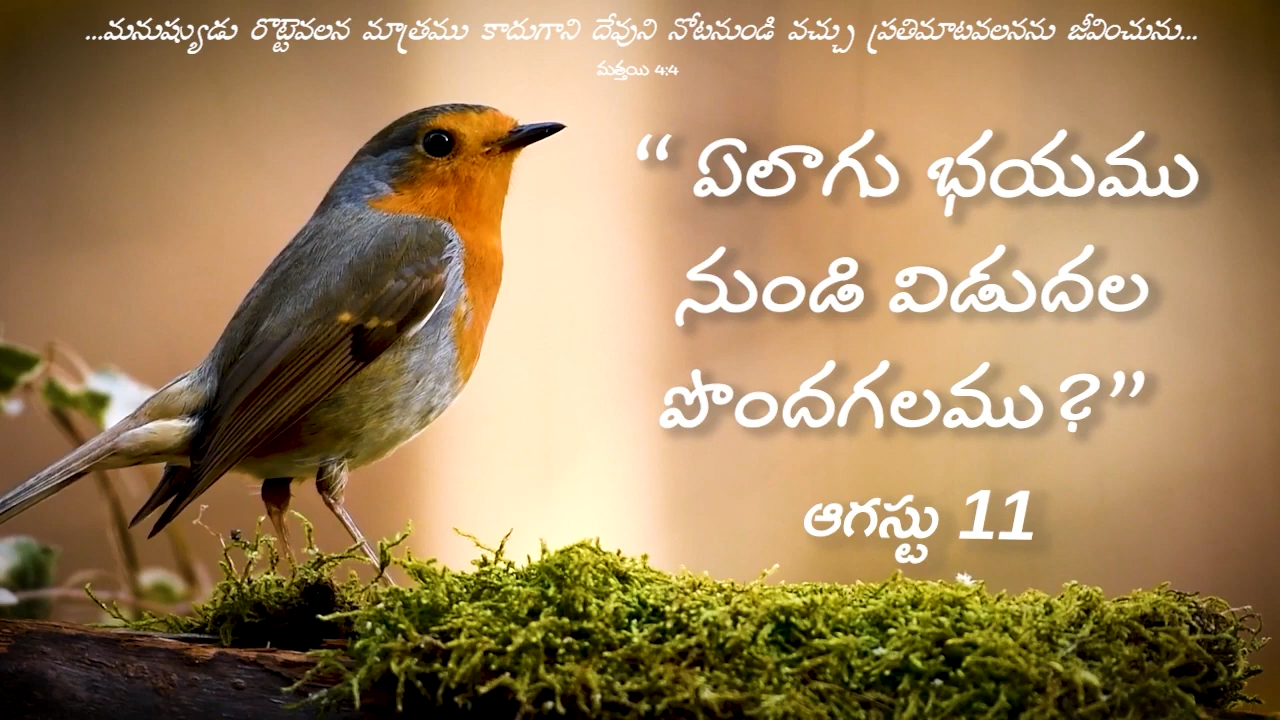 ...మనుష్యుడు రొట్టెవలన మాత్రము కాదుగాని దేవుని నోటనుండి వచ్చు ప్రతిమాటవలనను జీవించును...
మత్తయి 4:4
“ ఏలాగు భయము
నుండి విడుదల
పొందగలము?”
ఆగస్టు 11